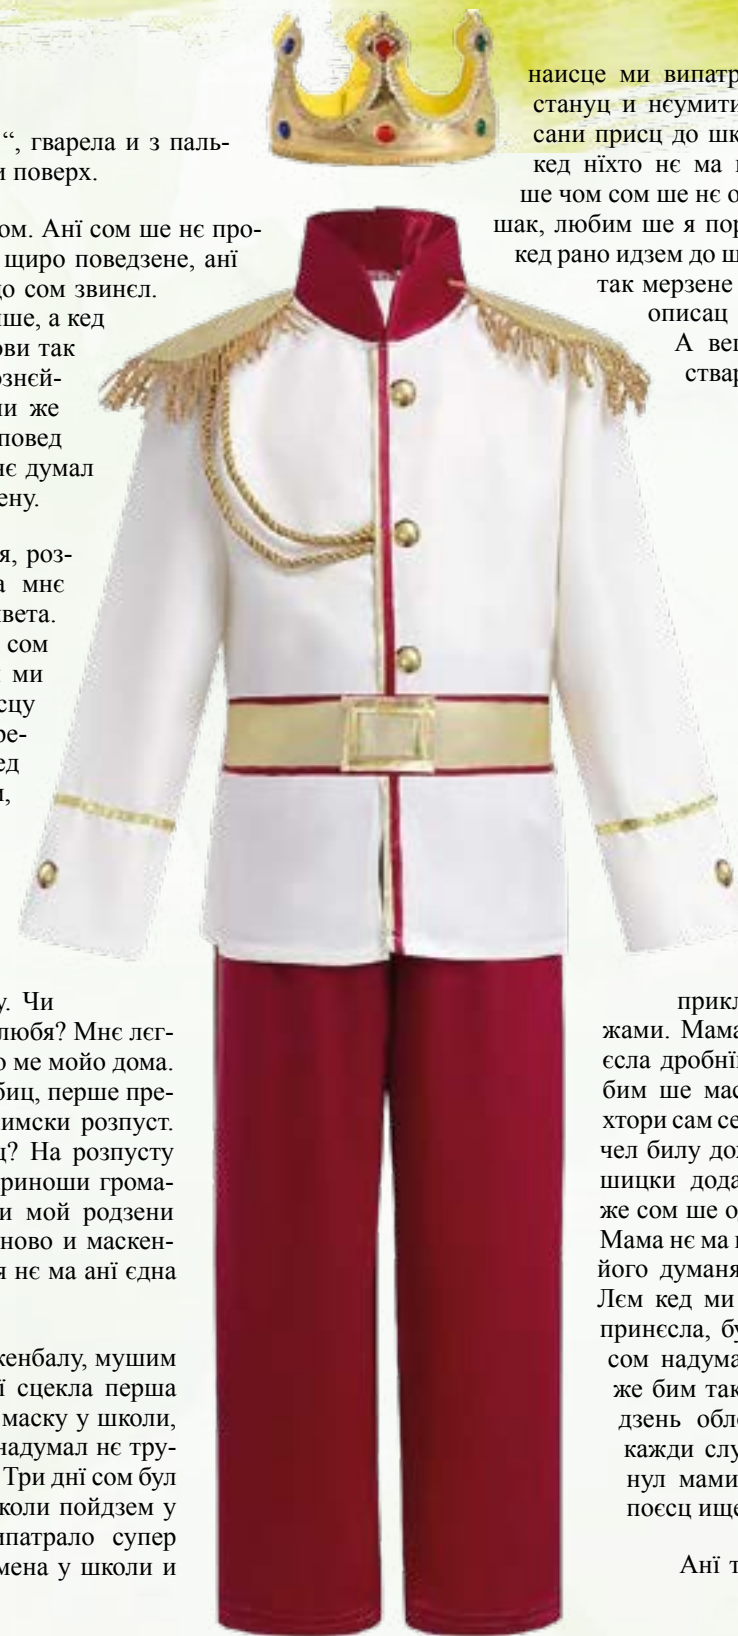 “, гварела и з паль-
и поверх.
ом. Анї сом ше нє про-
щиро поведзене, анї
до сом звинєл.
ше, а кед
ови так
ознєй-
ли же
повед
нє думал
ену.
я, роз-
а мнє
вета.
сом
ми
сцу
ре-
ед
и,
у. Чи
любя? Мнє лєг-
о ме мойо дома.
биц, перше пре-
имски розпуст.
ц? На розпусту
риноши грома-
и мой родзени
ново и маскен-
я нє ма анї єдна
кенбалу, мушим
ї сцекла перша
маску у школи,
надумал нє тру-
Три днї сом бул
коли пойдзем у
ипатрало супер
мена у школи и
наисце ми випатр
стануц и нєумити
сани присц до шк
кед нїхто нє ма
ше чом сом ше нє о
шак, любим ше я пор
кед рано идзем до ш
так мерзене
описац
А вец
ствар
прикл
жами. Мама
єсла дробнї
бим ше мас
хтори сам се
чел билу дол
шицки дода
же сом ше о
Мама нє ма
його думаня
Лєм кед ми
принєсла, бу
сом надума
же бим так
дзень обл
кажди слу
нул мами
поєсц ище
Анї т